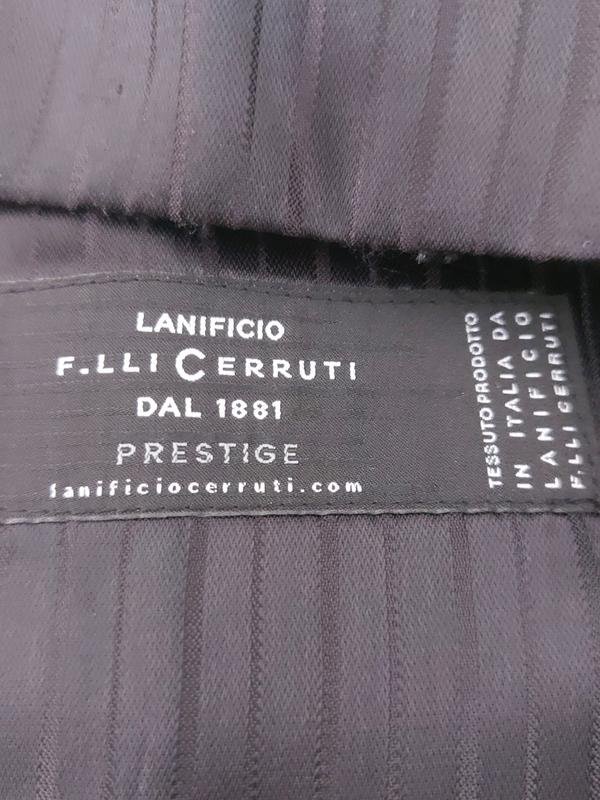 LANIFICIO
F.LLI CERRUTI
DAL 1881
PRESTIGE
lanificiocerruti.com
TESSUTO PRODOTTO
IN ITALIA DA
LANIFICIO
F.LLI CERRUTI